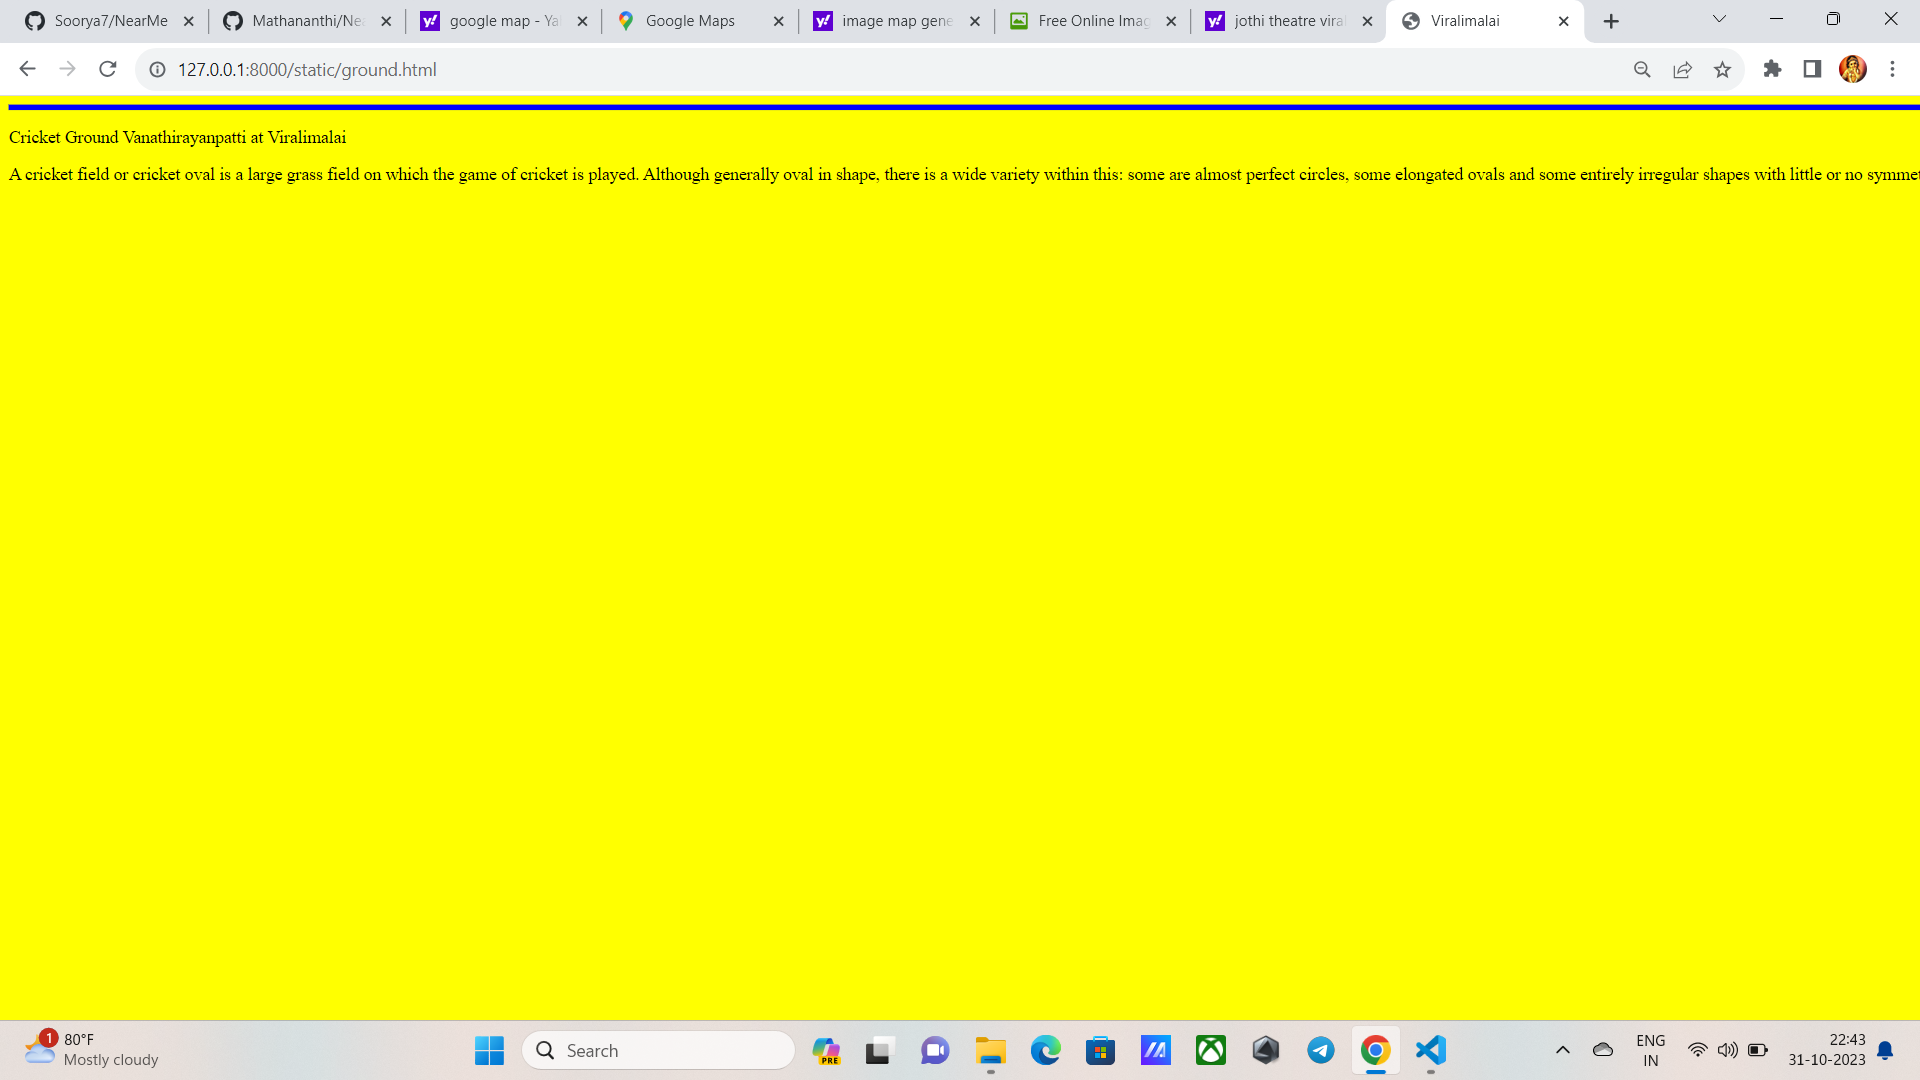 Soorya7/NearMe
Mathananthi/Nea
google map - Ya
Google Maps
image map gene
Free Online Imag
jothi theatre viral
Viralimalai
127.0.0.1:8000/static/ground.html
Cricket Ground Vanathirayanpatti at Viralimalai
A cricket field or cricket oval is a large grass field on which the game of cricket is played. Although generally oval in shape, there is a wide variety within this: some are almost perfect circles, some elongated ovals and some entirely irregular shapes with little or no symmet
1
80°F
Mostly cloudy
Search
PRE
ENG
IN
22:43
31-10-2023